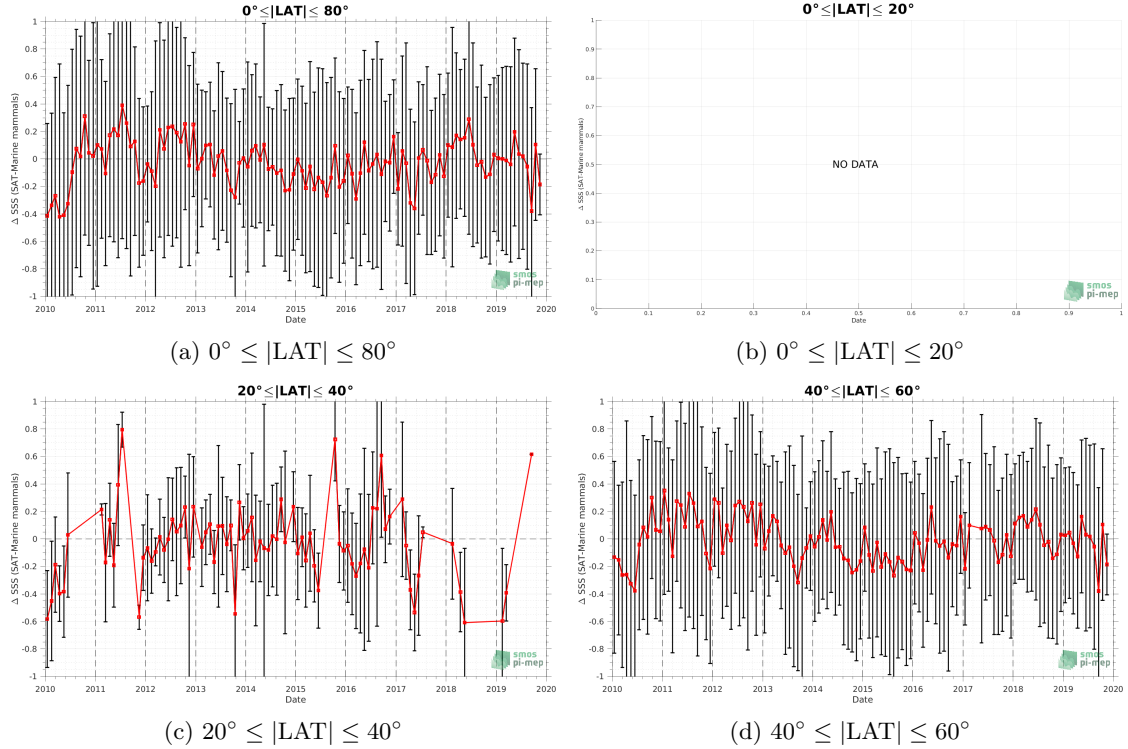 0°≤|LAT|≤ 80°
Δ SSS (SAT-Marine mammals)
1
0.8
0.6
0.4
0.2
0
-0.2
-0.4
-0.6
-0.8
-1
2010 2011 2012 2013 2014 2015 2016 2017 2018 2019 2020
Date
smos
pi-mep
(a) 0° ≤ |LAT| ≤ 80°
0°≤|LAT|≤ 20°
Δ SSS (SAT-Marine mammals)
1
0.9
0.8
0.7
0.6
0.5
0.4
0.3
0.2
0.1
0
NO DATA
0 0.1 0.2 0.3 0.4 0.5 0.6 0.7 0.8 0.9 1
Date
smos
pi-mep
(b) 0° ≤ |LAT| ≤ 20°
20°≤|LAT|≤ 40°
Δ SSS (SAT-Marine mammals)
1
0.8
0.6
0.4
0.2
0
-0.2
-0.4
-0.6
-0.8
-1
2010 2011 2012 2013 2014 2015 2016 2017 2018 2019 2020
Date
smos
pi-mep
(c) 20° ≤ |LAT| ≤ 40°
40°≤|LAT|≤ 60°
Δ SSS (SAT-Marine mammals)
1
0.8
0.6
0.4
0.2
0
-0.2
-0.4
-0.6
-0.8
-1
2010 2011 2012 2013 2014 2015 2016 2017 2018 2019 2020
Date
smos
pi-mep
(d) 40° ≤ |LAT| ≤ 60°